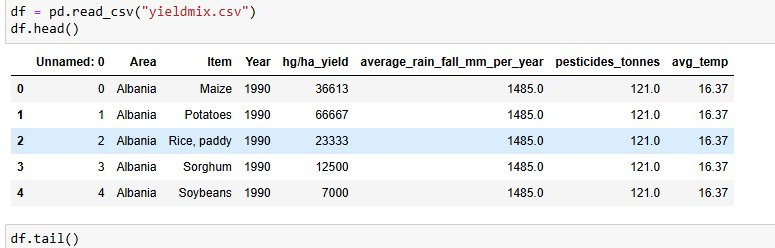 df = pd.read_csv("yieldmix.csv")
df.head()
Unnamed: 0 Area Item Year hg/ha_yield average_rain_fall_mm_per_year pesticides_tonnes avg_temp
0 0 Albania Maize 1990 36613 1485.0 121.0 16.37
1 1 Albania Potatoes 1990 66667 1485.0 121.0 16.37
2 2 Albania Rice, paddy 1990 23333 1485.0 121.0 16.37
3 3 Albania Sorghum 1990 12500 1485.0 121.0 16.37
4 4 Albania Soybeans 1990 7000 1485.0 121.0 16.37
df.tail()